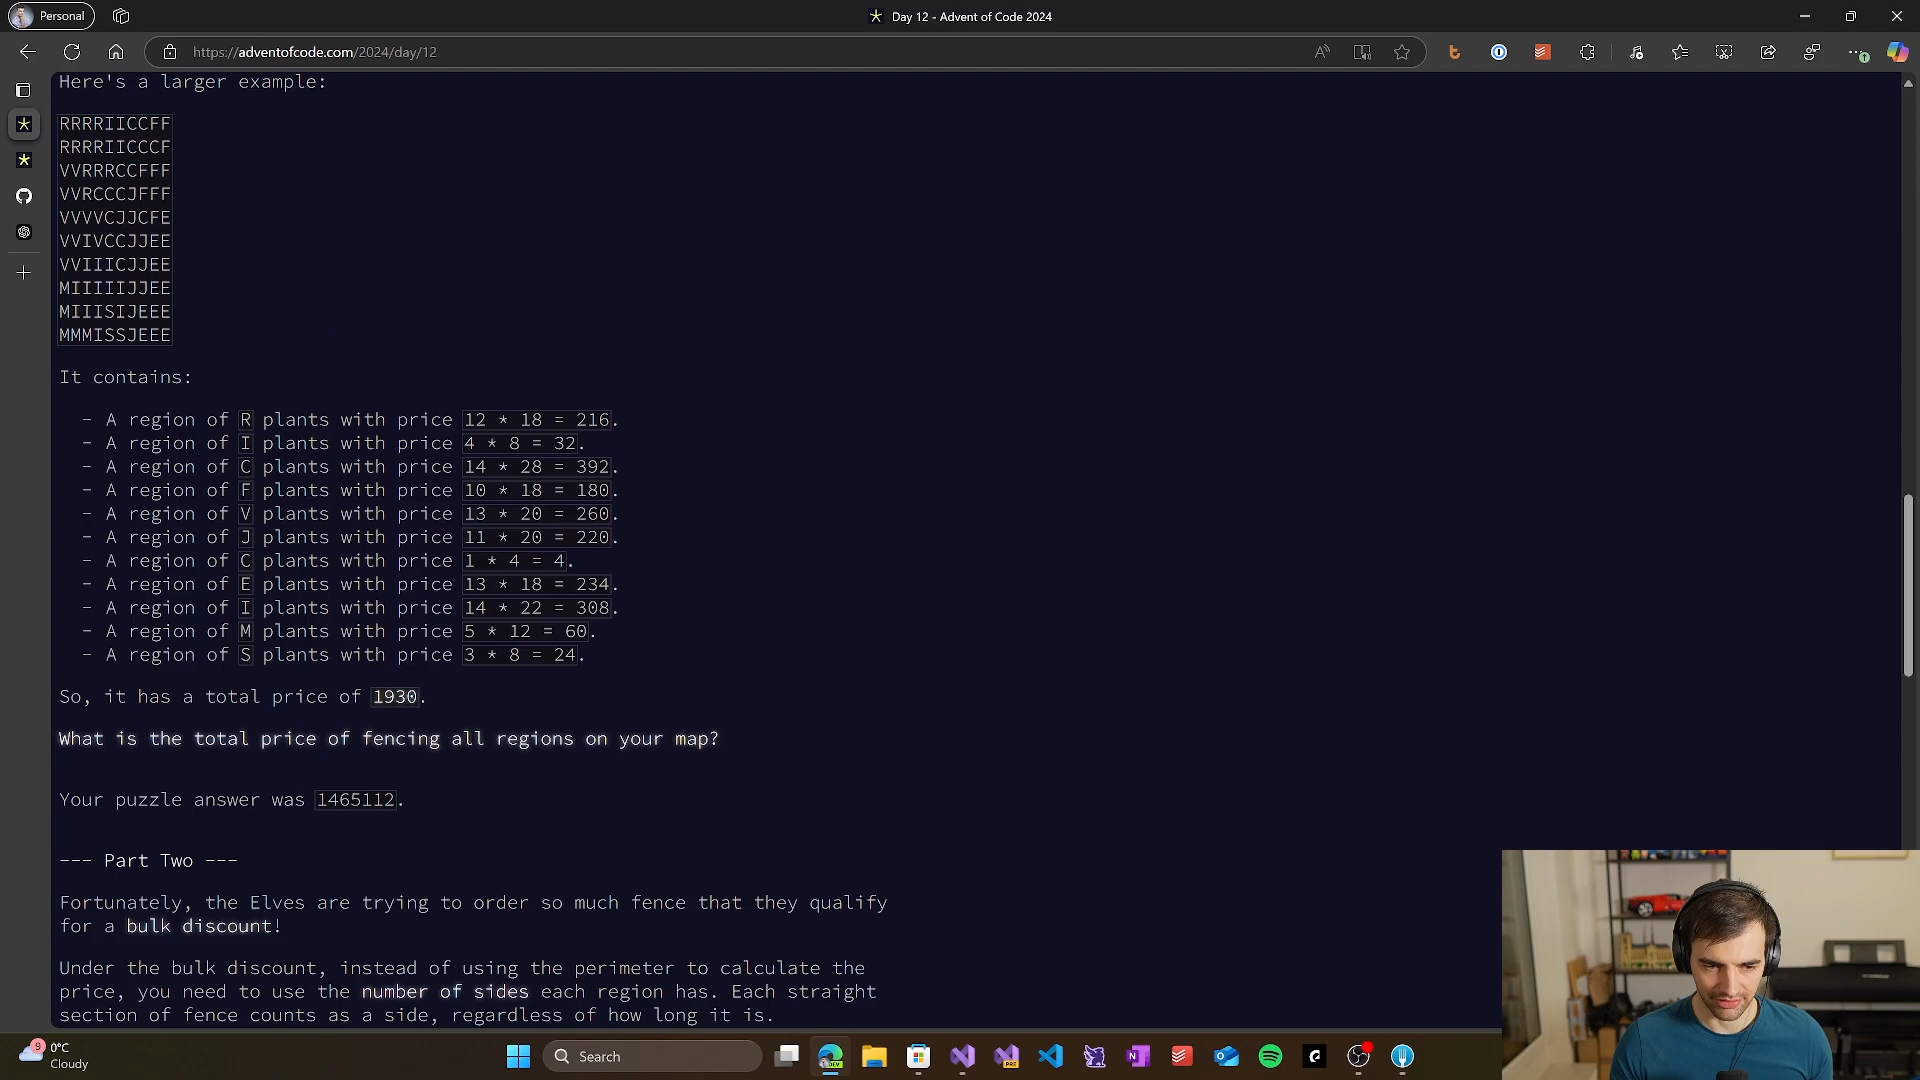 Personal
Day 12 - Advent of Code 2024
https://adventofcode.com/2024/day/12
Here's a larger example:
RRRRIICCFF
RRRRIICCCF
VVRRRCCFFF
VVRCCCJFFF
VVVVCJJCFE
VVIVCCJJEE
VVIIICJJEE
MIIIIIJJEE
MIIISIJEEE
MMMISSJEEE
It contains:
- A region of R plants with price 12 * 18 = 216.
- A region of I plants with price 4 * 8 = 32.
- A region of C plants with price 14 * 28 = 392.
- A region of F plants with price 10 * 18 = 180.
- A region of V plants with price 13 * 20 = 260.
- A region of J plants with price 11 * 20 = 220.
- A region of C plants with price 1 * 4 = 4.
- A region of E plants with price 13 * 18 = 234.
- A region of I plants with price 14 * 22 = 308.
- A region of M plants with price 5 * 12 = 60.
- A region of S plants with price 3 * 8 = 24.
So, it has a total price of 1930.
What is the total price of fencing all regions on your map?
Your puzzle answer was 1465112.
--- Part Two ---
Fortunately, the Elves are trying to order so much fence that they qualify
for a bulk discount!
Under the bulk discount, instead of using the perimeter to calculate the
price, you need to use the number of sides each region has. Each straight
section of fence counts as a side, regardless of how long it is.
9
0°C
Cloudy
Search
DEV
PRE